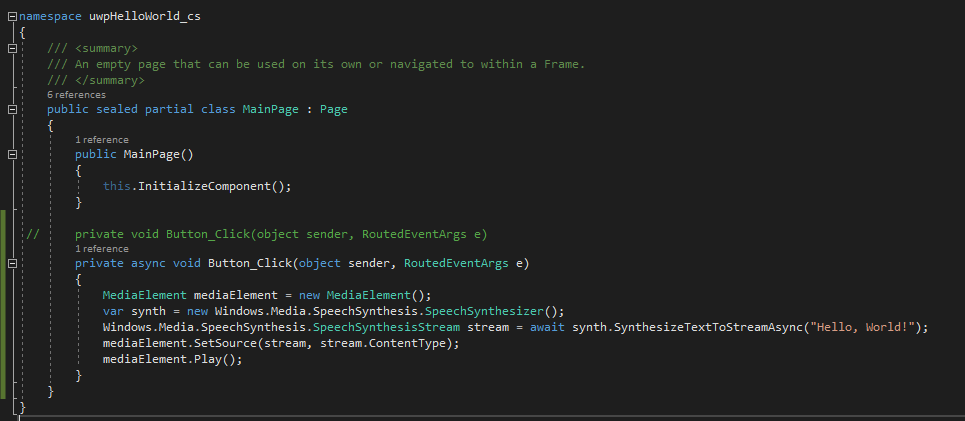 namespace uwpHelloWorld_cs
{
/// <summary>
/// An empty page that can be used on its own or navigated to within a Frame.
/// </summary>
6 references
public sealed partial class MainPage : Page
{
1 reference
public MainPage()
{
this.InitializeComponent();
}
// private void Button_Click(object sender, RoutedEventArgs e)
1 reference
private async void Button_Click(object sender, RoutedEventArgs e)
{
MediaElement mediaElement = new MediaElement();
var synth = new Windows.Media.SpeechSynthesis.SpeechSynthesizer();
Windows.Media.SpeechSynthesis.SpeechSynthesisStream stream = await synth.SynthesizeTextToStreamAsync("Hello, World!");
mediaElement.SetSource(stream, stream.ContentType);
mediaElement.Play();
}
}
}